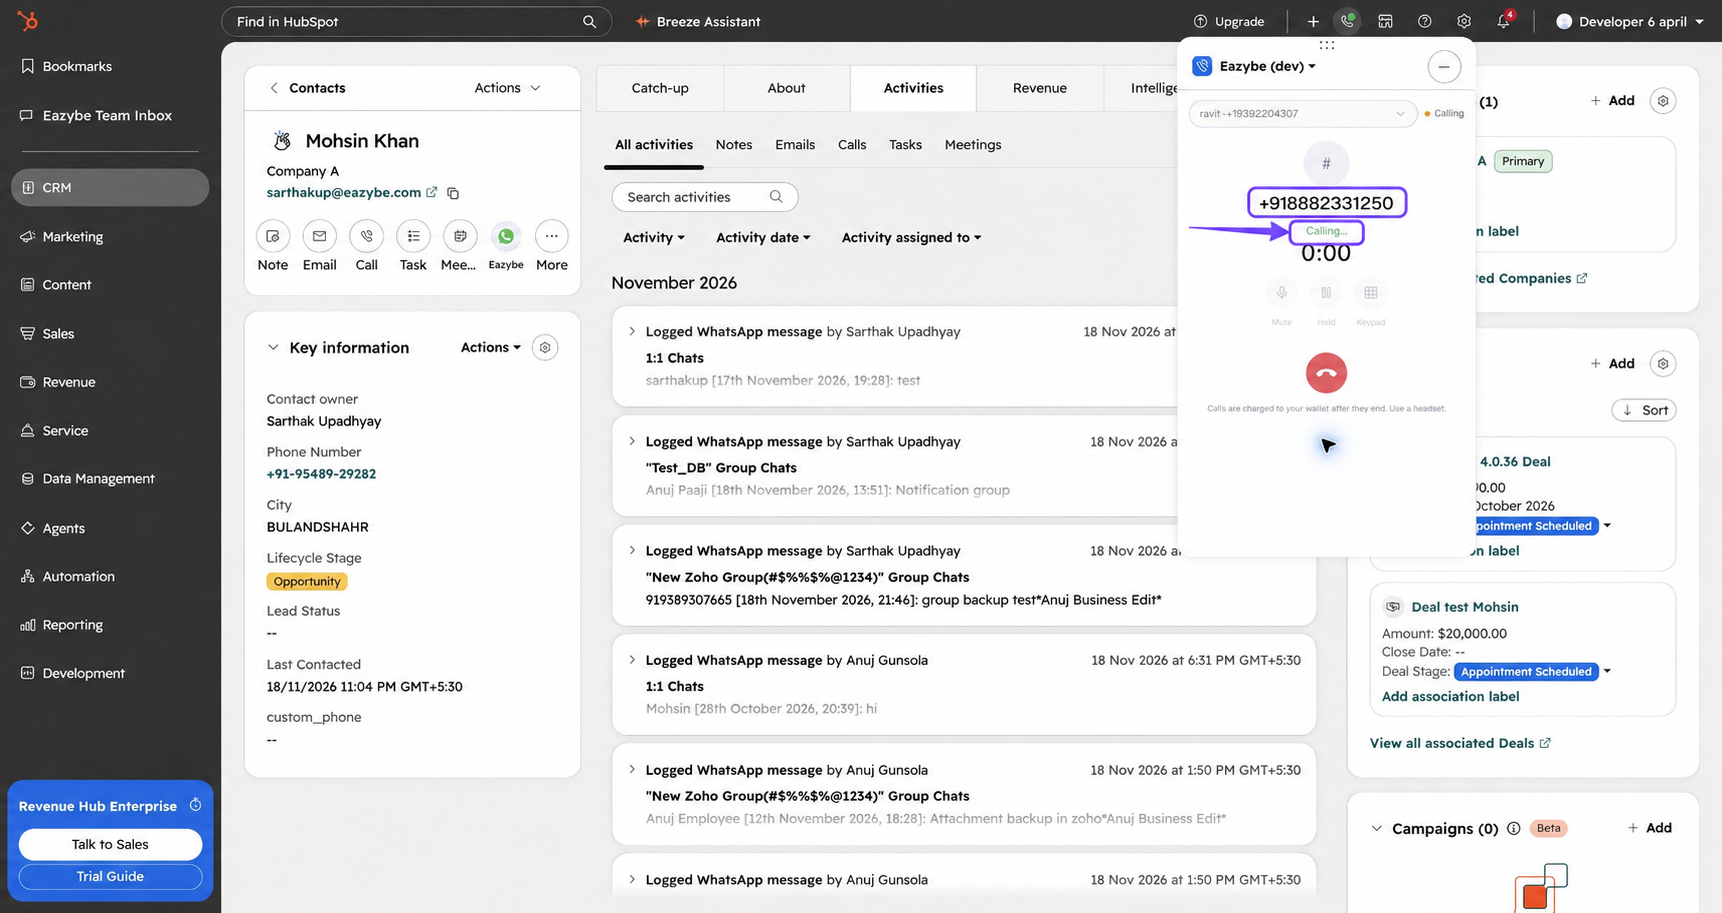 Find in HubSpot
Breeze Assistant
Upgrade
4
Developer 6 april
Bookmarks
Eazybe Team Inbox
CRM
Marketing
Content
Sales
Revenue
Service
Data Management
Agents
Automation
Reporting
Development
Revenue Hub Enterprise
Talk to Sales
Trial Guide
Contacts
Actions
Mohsin Khan
Company A
sarthakup@eazybe.com
Note Email Call Task Mee... Eazybe More
Key information
Actions
Contact owner
Sarthak Upadhyay
Phone Number
+91-95489-29282
City
BULANDSHAHR
Lifecycle Stage
Opportunity
Lead Status
--
Last Contacted
18/11/2026 11:04 PM GMT+5:30
custom_phone
--
Catch-up About Activities Revenue Intellige
All activities Notes Emails Calls Tasks Meetings
Search activities
Activity Activity date Activity assigned to
November 2026
Logged WhatsApp message by Sarthak Upadhyay 18 Nov 2026 at
1:1 Chats
sarthakup [17th November 2026, 19:28]: test
Logged WhatsApp message by Sarthak Upadhyay 18 Nov 2026 a
"Test_DB" Group Chats
Anuj Paaji [18th November 2026, 13:51]: Notification group
Logged WhatsApp message by Sarthak Upadhyay 18 Nov 2026 a
"New Zoho Group(#$%%$%@1234)" Group Chats
919389307665 [18th November 2026, 21:46]: group backup test*Anuj Business Edit*
Logged WhatsApp message by Anuj Gunsola 18 Nov 2026 at 6:31 PM GMT+5:30
1:1 Chats
Mohsin [28th October 2026, 20:39]: hi
Logged WhatsApp message by Anuj Gunsola 18 Nov 2026 at 1:50 PM GMT+5:30
"New Zoho Group(#$%%$%@1234)" Group Chats
Anuj Employee [12th November 2026, 18:28]: Attachment backup in zoho*Anuj Business Edit*
Logged WhatsApp message by Anuj Gunsola 18 Nov 2026 at 1:50 PM GMT+5:30
Eazybe (dev)
ravit -+19392204307
Calling
#
+918882331250
Calling...
0:00
Mute Hold Keypad
Calls are charged to your wallet after they end. Use a headset.
(1)
+ Add
A Primary
n label
ted Companies
+ Add
Sort
4.0.36 Deal
00.00
October 2026
pointment Scheduled
n label
Deal test Mohsin
Amount: $20,000.00
Close Date: --
Deal Stage: Appointment Scheduled
Add association label
View all associated Deals
Campaigns (0) Beta
+ Add